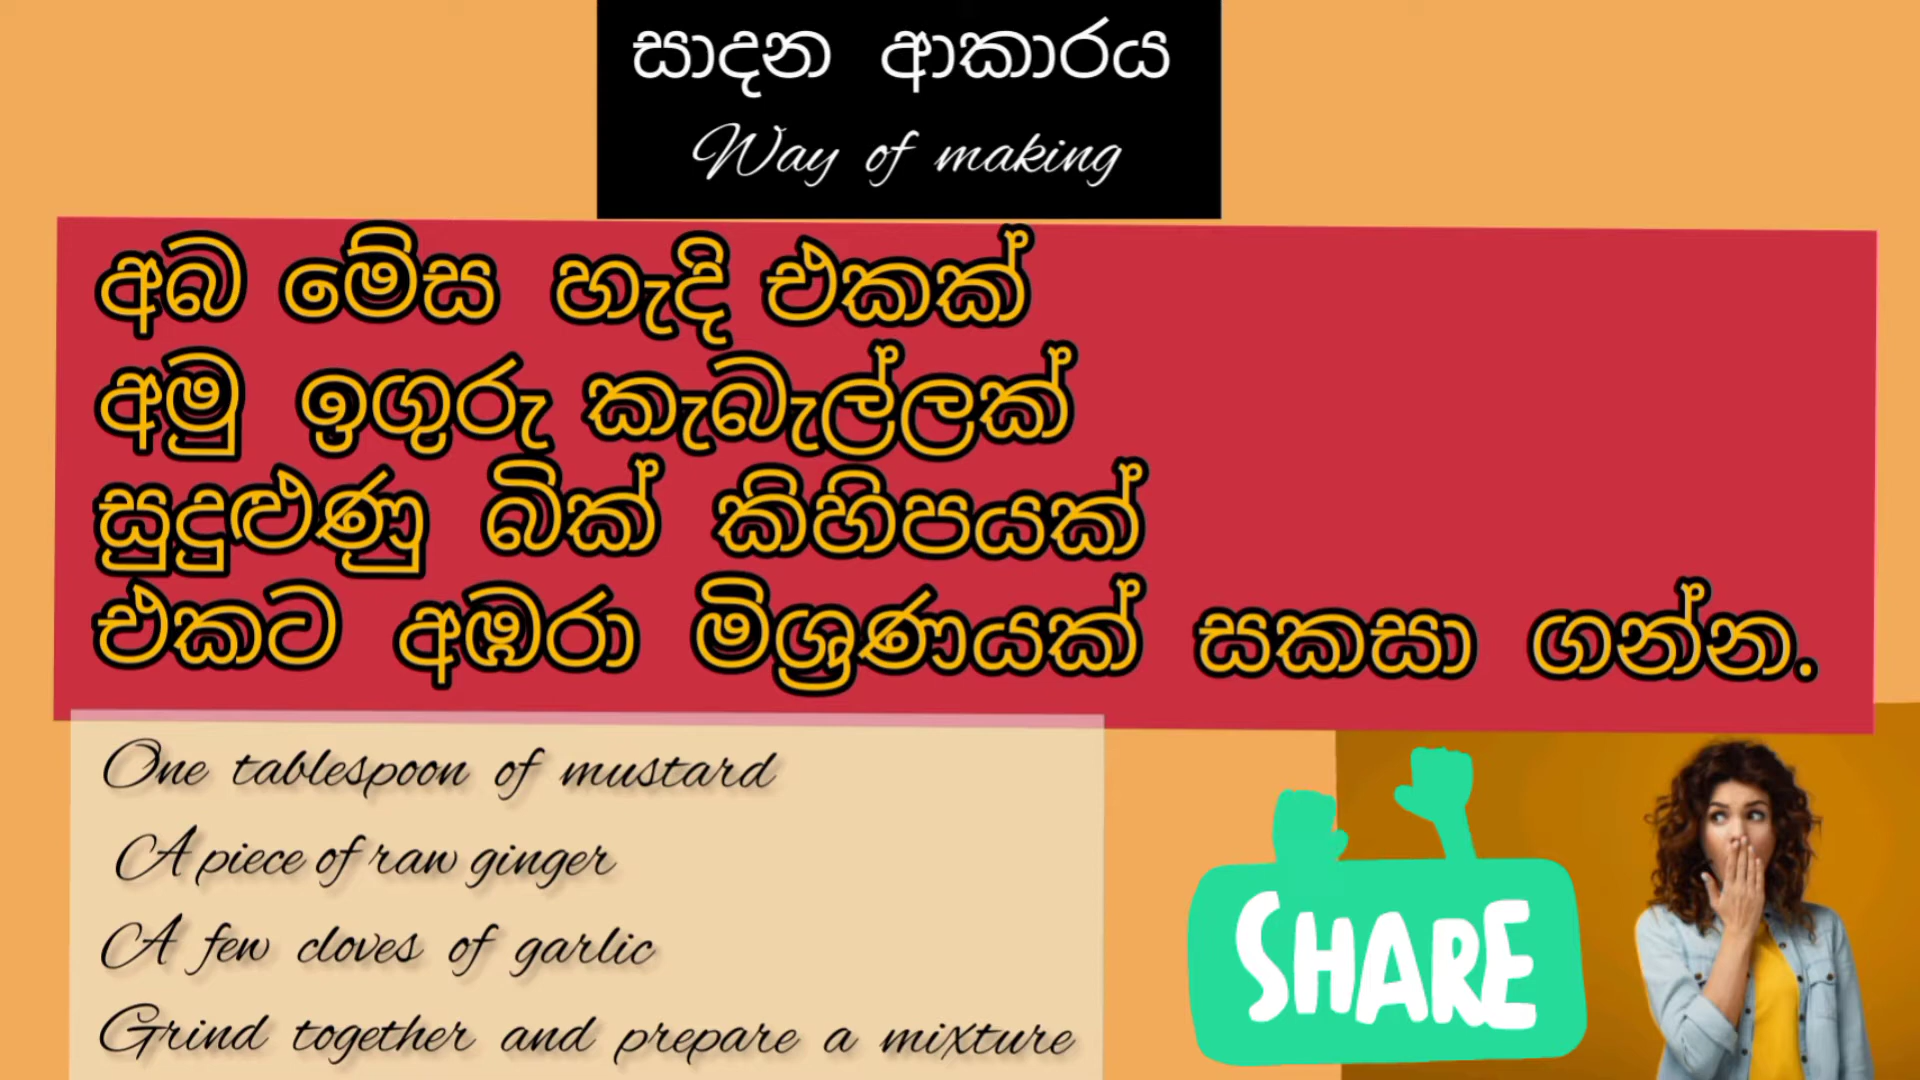 සාදන ආකාරය
Way of making
අබ මේස හැදි එකක්
අමු ඉගුරු කැබැල්ලක්
සුදුළුණු බික් කිහිපයක්
එකට අඹරා මිශ්‍රණයක් සකසා ගන්න.
One tablespoon of mustard
A piece of raw ginger
A few cloves of garlic
Grind together and prepare a mixture
SHARE